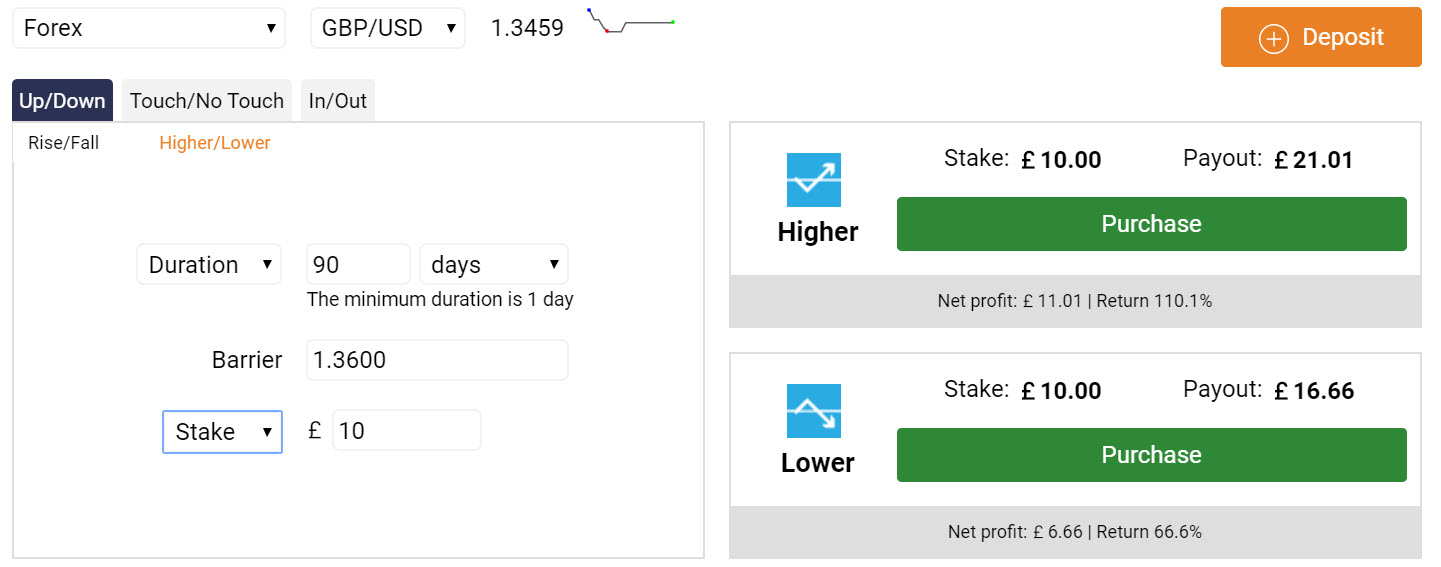 Forex
GBP/USD
1.3459
Deposit
Up/Down
Touch/No Touch
In/Out
Rise/Fall
Higher/Lower
Duration
90
days
The minimum duration is 1 day
Barrier
1.3600
Stake
£
10
Stake: £ 10.00
Payout: £ 21.01
Higher
Purchase
Net profit: £ 11.01 | Return 110.1%
Stake: £ 10.00
Payout: £ 16.66
Lower
Purchase
Net profit: £ 6.66 | Return 66.6%